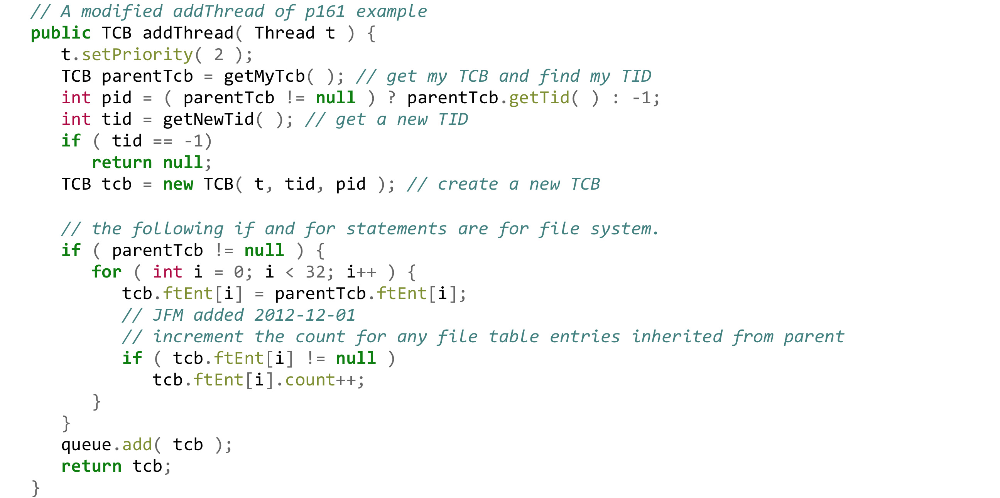 // A modified addThread of p161 example
public TCB addThread( Thread t ) {
   t.setPriority( 2 );
   TCB parentTcb = getMyTcb( ); // get my TCB and find my TID
   int pid = ( parentTcb != null ) ? parentTcb.getTid( ) : -1;
   int tid = getNewTid( ); // get a new TID
   if ( tid == -1)
      return null;
   TCB tcb = new TCB( t, tid, pid ); // create a new TCB

   // the following if and for statements are for file system.
   if ( parentTcb != null ) {
      for ( int i = 0; i < 32; i++ ) {
         tcb.ftEnt[i] = parentTcb.ftEnt[i];
         // JFM added 2012-12-01
         // increment the count for any file table entries inherited from parent
         if ( tcb.ftEnt[i] != null )
            tcb.ftEnt[i].count++;
      }
   }
   queue.add( tcb );
   return tcb;
}